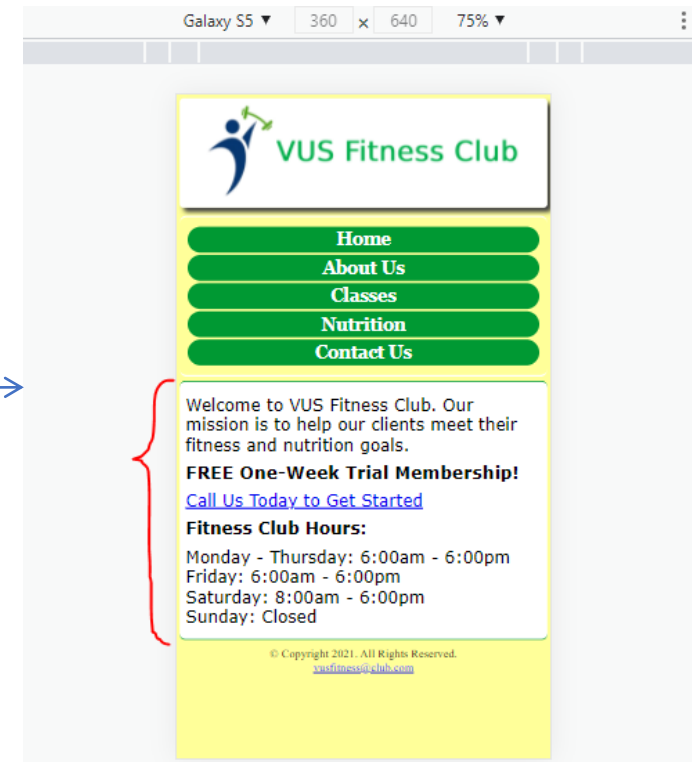 Galaxy S5 ▼ 360 x 640 75% ▼
VUS Fitness Club
Home
About Us
Classes
Nutrition
Contact Us
Welcome to VUS Fitness Club. Our
mission is to help our clients meet their
fitness and nutrition goals.
FREE One-Week Trial Membership!
Call Us Today to Get Started
Fitness Club Hours:
Monday - Thursday: 6:00am - 6:00pm
Friday: 6:00am - 6:00pm
Saturday: 8:00am - 6:00pm
Sunday: Closed
© Copyright 2021. All Rights Reserved.
vusfitness@club.com